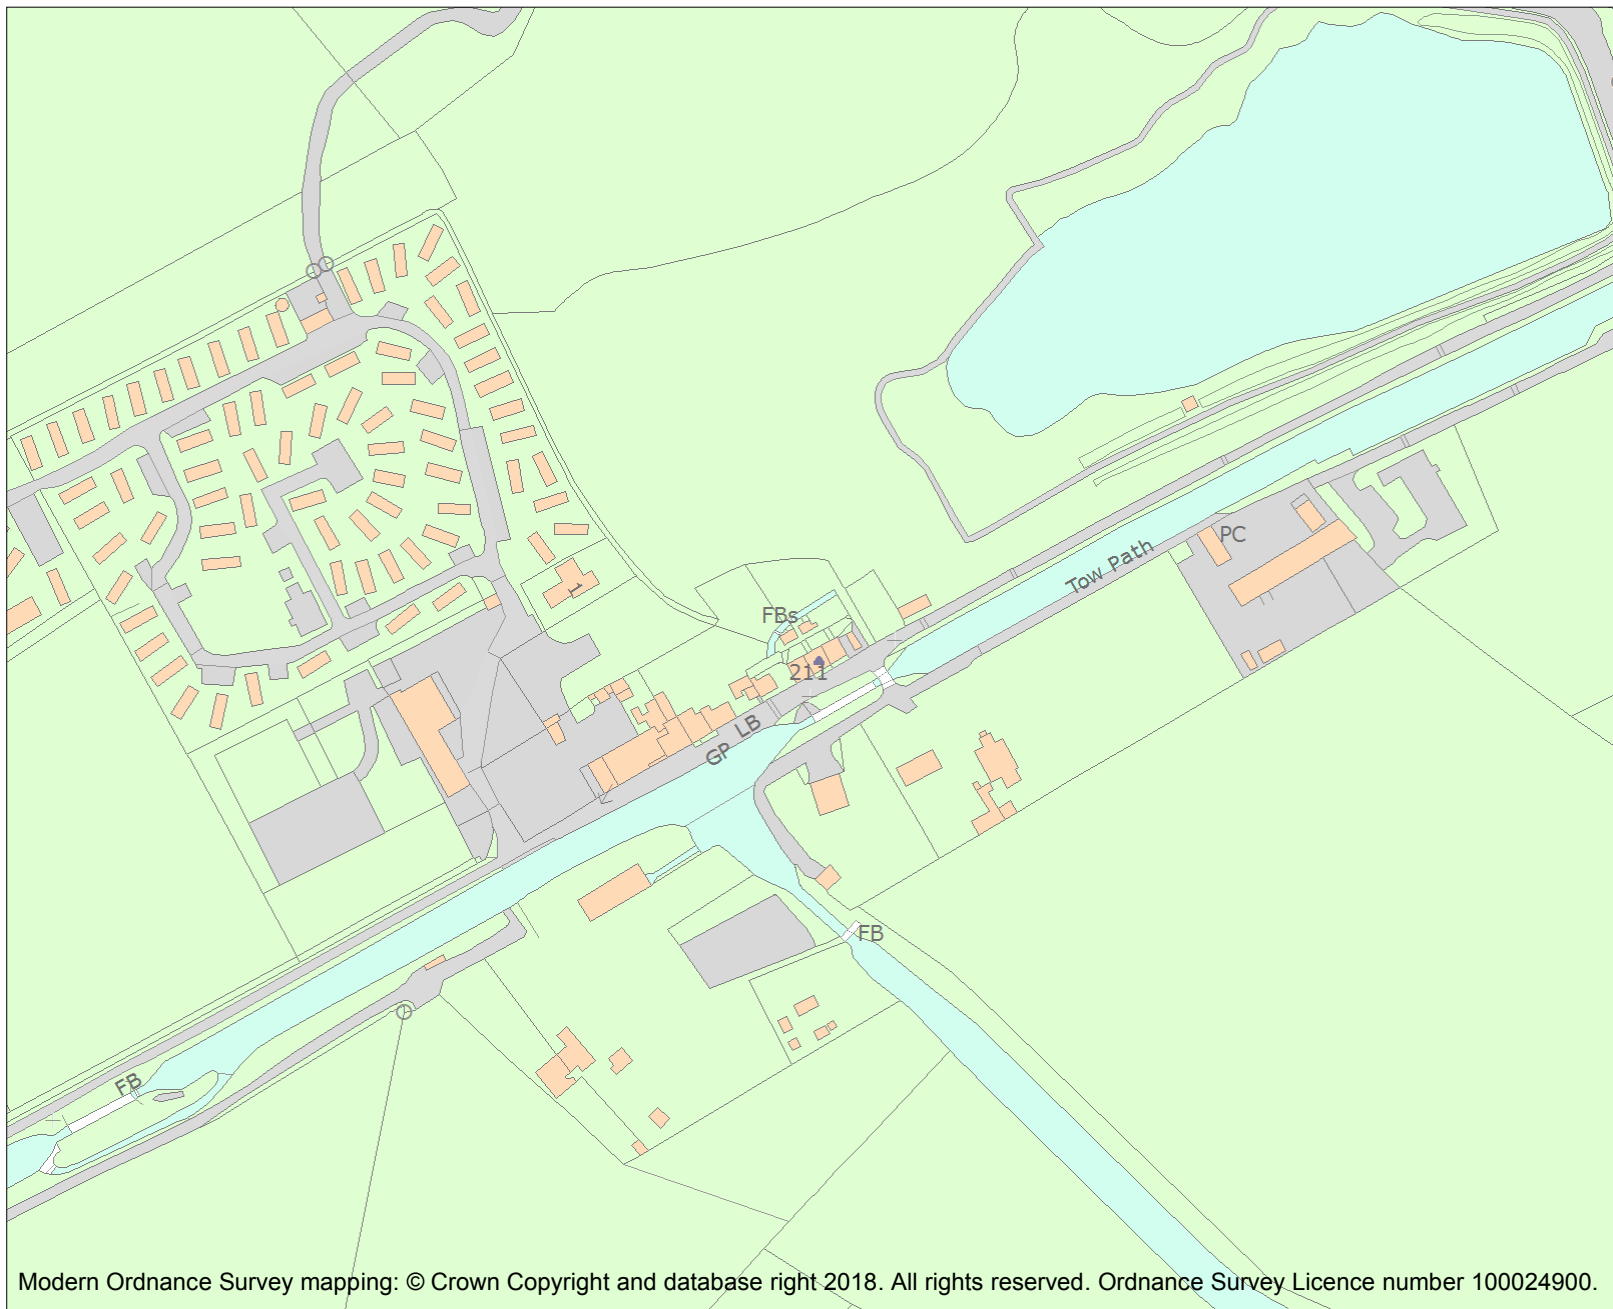 PC
Tow Path
FBs
211
1
GP LB
FB
FB
Modern Ordnance Survey mapping: © Crown Copyright and database right 2018. All rights reserved. Ordnance Survey Licence number 100024900.